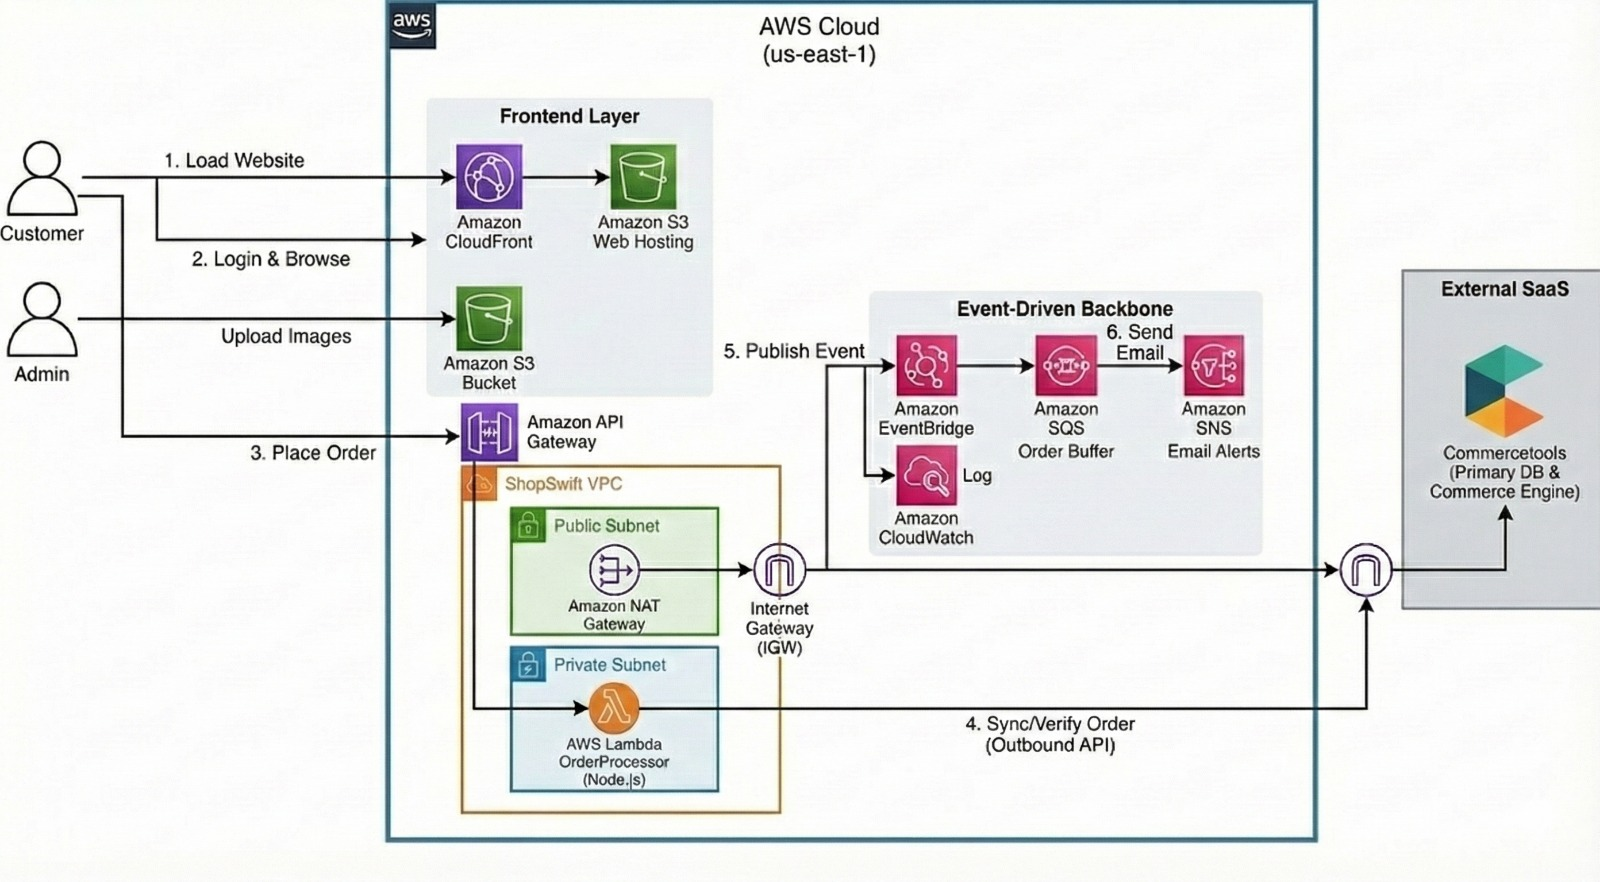 aws
AWS Cloud
(us-east-1)
Frontend Layer
1. Load Website
Amazon
CloudFront
Amazon S3
Web Hosting
Customer
2. Login & Browse
Upload Images
Admin
Amazon S3
Bucket
3. Place Order
Amazon API
Gateway
ShopSwift VPC
Public Subnet
Amazon NAT
Gateway
Internet
Gateway
(IGW)
Private Subnet
AWS Lambda
OrderProcessor
(Node.js)
4. Sync/Verify Order
(Outbound API)
Event-Driven Backbone
5. Publish Event
6. Send
Email
Amazon
EventBridge
Amazon
SQS
Order Buffer
Amazon
SNS
Email Alerts
Log
Amazon
CloudWatch
External SaaS
Commercetools
(Primary DB &
Commerce Engine)